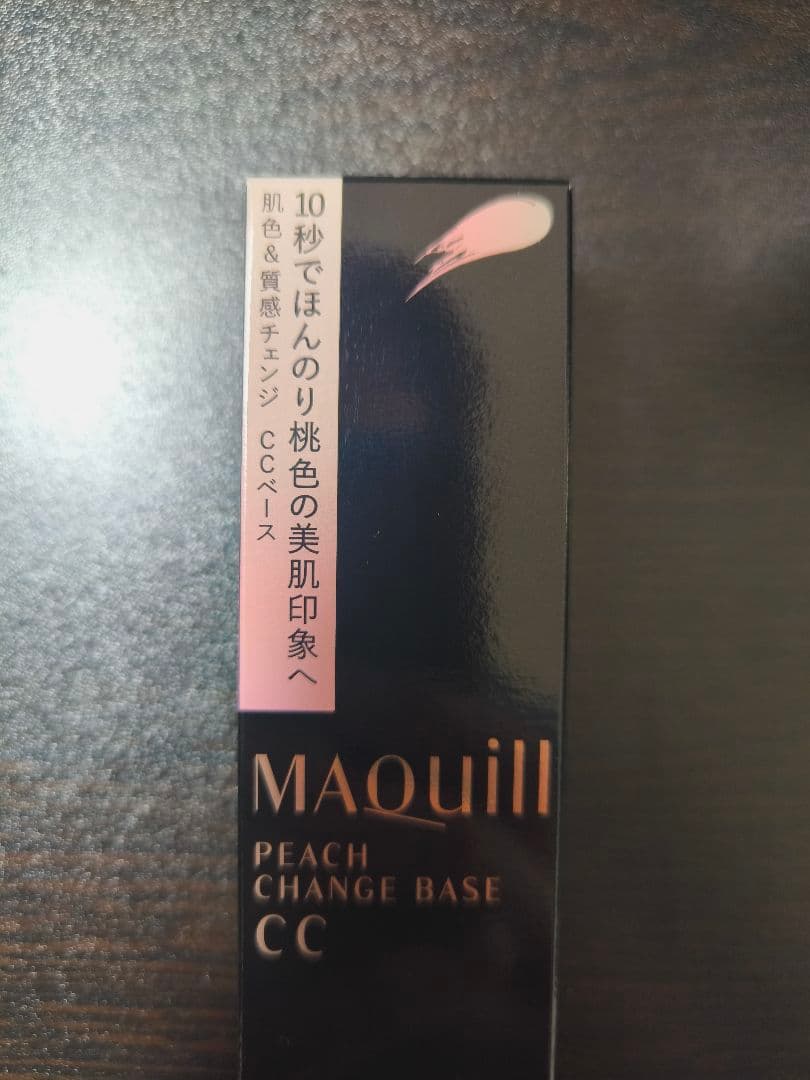 10秒でほんのり桃色の美肌印象へ
肌色&質感チェンジ CCベース
MAQuill
PEACH
CHANGE BASE
CC